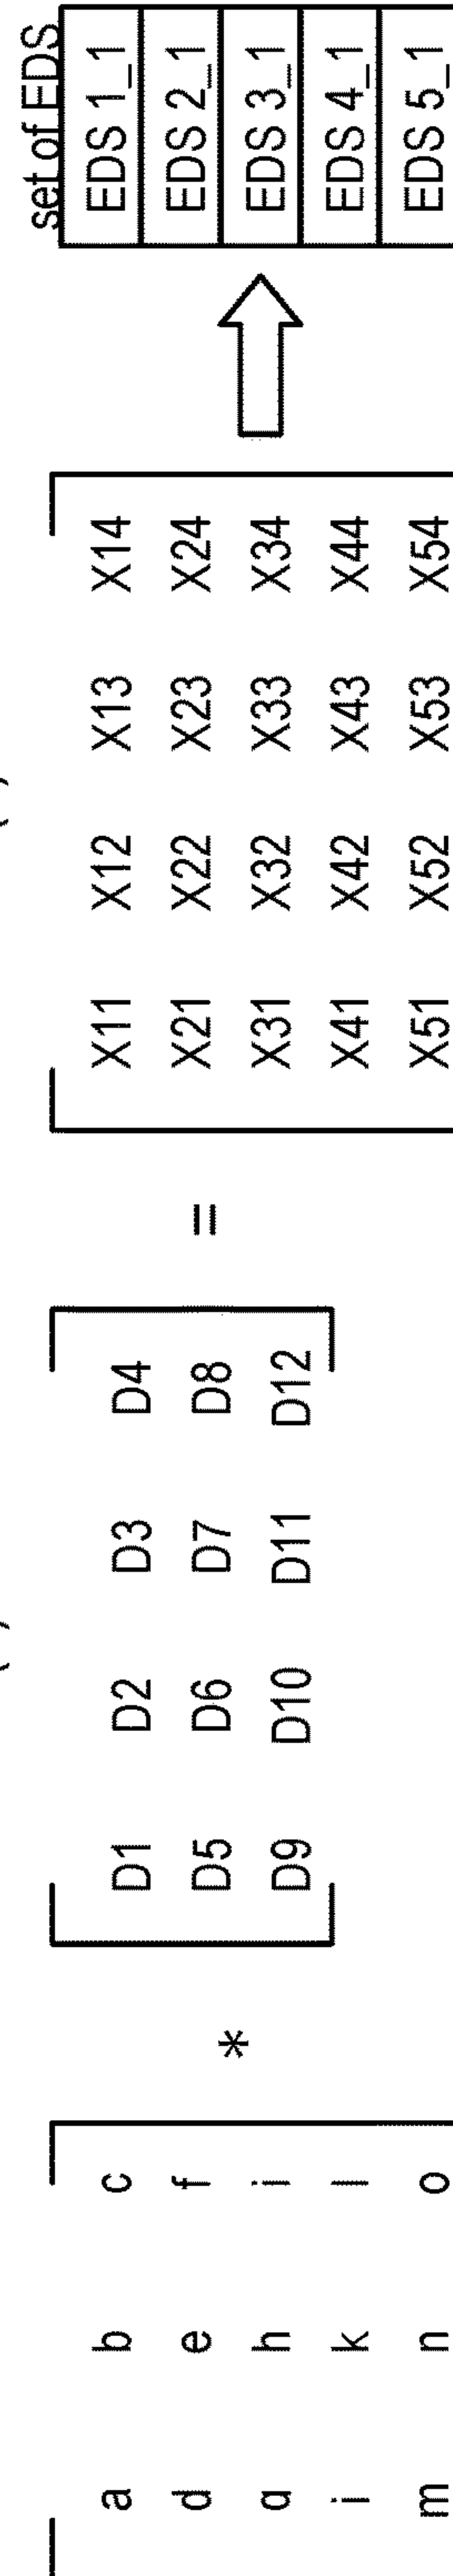 set of EDS
a b c * D1 D2 D3 D4 = X11 X12 X13 X14 EDS 1_1
d e f D5 D6 D7 D8 X21 X22 X23 X24 EDS 2_1
g h i D9 D10 D11 D12 X31 X32 X33 X34 EDS 3_1
j k l X41 X42 X43 X44 EDS 4_1
m n o X51 X52 X53 X54 EDS 5_1